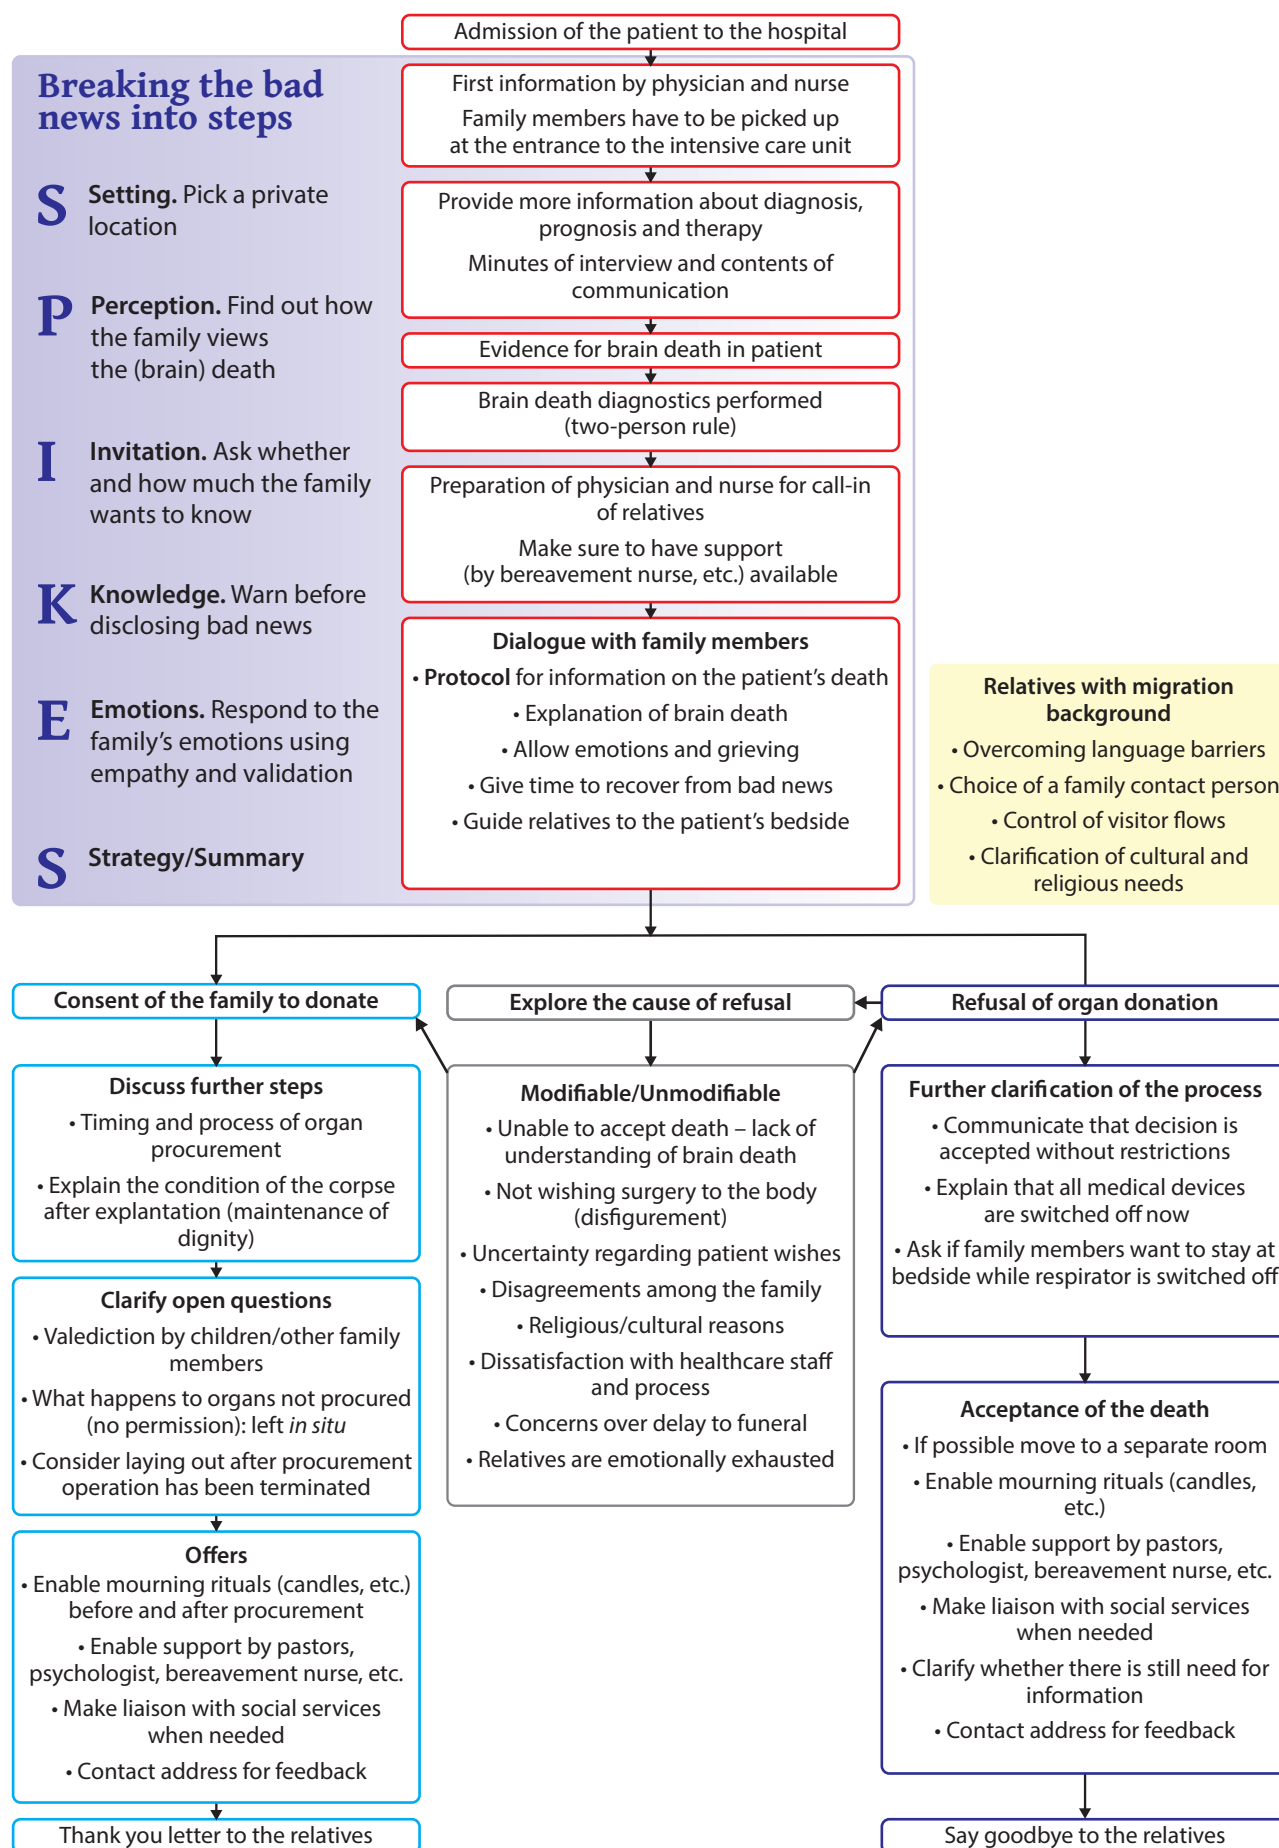 Admission of the patient to the hospital
Breaking the bad
news into steps
S
Setting. Pick a private
location
P
Perception. Find out how
the family views
the (brain) death
I
Invitation. Ask whether
and how much the family
wants to know
K
Knowledge. Warn before
disclosing bad news
E
Emotions. Respond to the
family’s emotions using
empathy and validation
S
Strategy/Summary
First information by physician and nurse
Family members have to be picked up
at the entrance to the intensive care unit
Provide more information about diagnosis,
prognosis and therapy
Minutes of interview and contents of
communication
Evidence for brain death in patient
Brain death diagnostics performed
(two-person rule)
Preparation of physician and nurse for call-in
of relatives
Make sure to have support
(by bereavement nurse, etc.) available
Dialogue with family members
• Protocol for information on the patient’s death
• Explanation of brain death
• Allow emotions and grieving
• Give time to recover from bad news
• Guide relatives to the patient’s bedside
Relatives with migration
background
• Overcoming language barriers
• Choice of a family contact person
• Control of visitor flows
• Clarification of cultural and
religious needs
Consent of the family to donate
Explore the cause of refusal
Refusal of organ donation
Discuss further steps
• Timing and process of organ
procurement
• Explain the condition of the corpse
after explantation (maintenance of
dignity)
Clarify open questions
• Valediction by children/other family
members
• What happens to organs not procured
(no permission): left in situ
• Consider laying out after procurement
operation has been terminated
Offers
• Enable mourning rituals (candles, etc.)
before and after procurement
• Enable support by pastors,
psychologist, bereavement nurse, etc.
• Make liaison with social services
when needed
• Contact address for feedback
Thank you letter to the relatives
Modifiable/Unmodifiable
• Unable to accept death – lack of
understanding of brain death
• Not wishing surgery to the body
(disfigurement)
• Uncertainty regarding patient wishes
• Disagreements among the family
• Religious/cultural reasons
• Dissatisfaction with healthcare staff
and process
• Concerns over delay to funeral
• Relatives are emotionally exhausted
Further clarification of the process
• Communicate that decision is
accepted without restrictions
• Explain that all medical devices
are switched off now
• Ask if family members want to stay at
bedside while respirator is switched off
Acceptance of the death
• If possible move to a separate room
• Enable mourning rituals (candles,
etc.)
• Enable support by pastors,
psychologist, bereavement nurse, etc.
• Make liaison with social services
when needed
• Clarify whether there is still need for
information
• Contact address for feedback
Say goodbye to the relatives